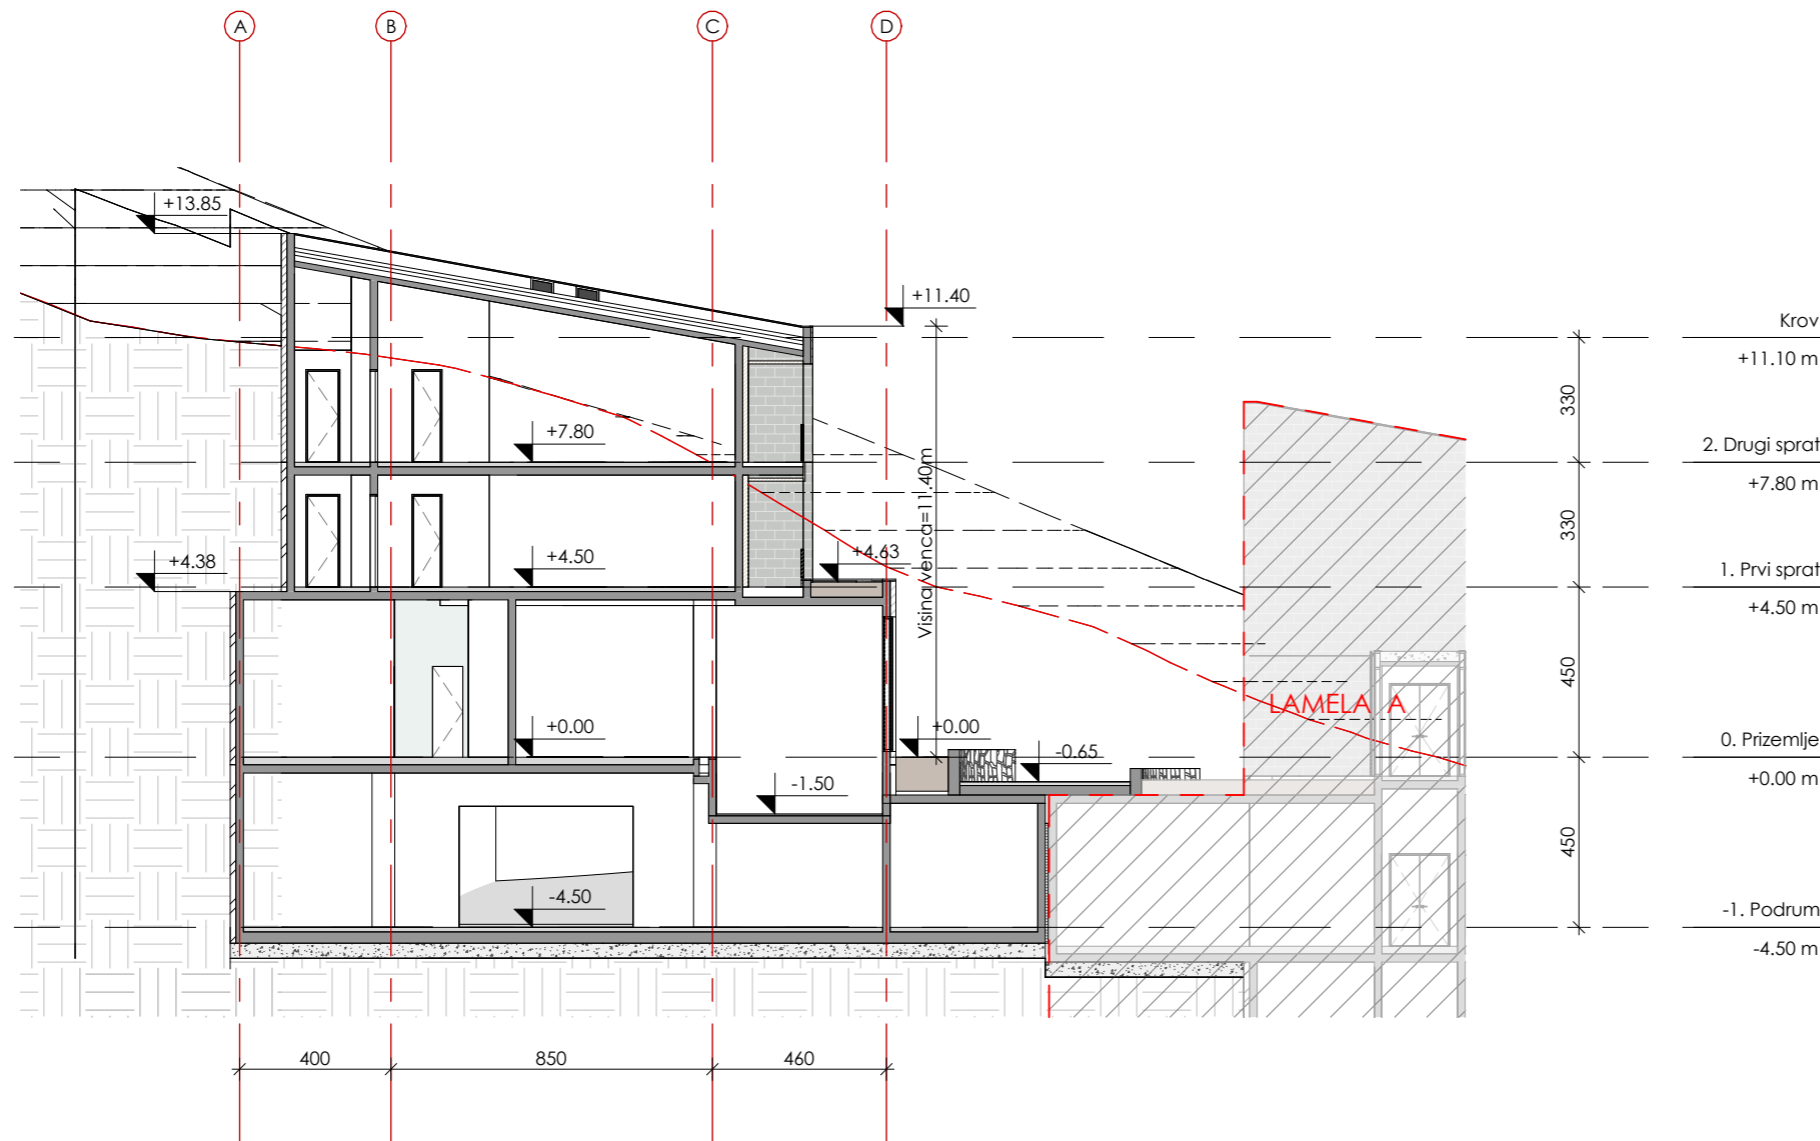 A B C D
+13.85
+11.40
Krov
+11.10 m
330
+7.80
2. Drugi sprat
+7.80 m
Visina venca=11.40m
330
+4.38
+4.50
+4.63
1. Prvi sprat
+4.50 m
450
LAMELA A
+0.00
+0.00
-0.65
0. Prizemlje
+0.00 m
-1.50
450
-4.50
-1. Podrum
-4.50 m
400 850 460